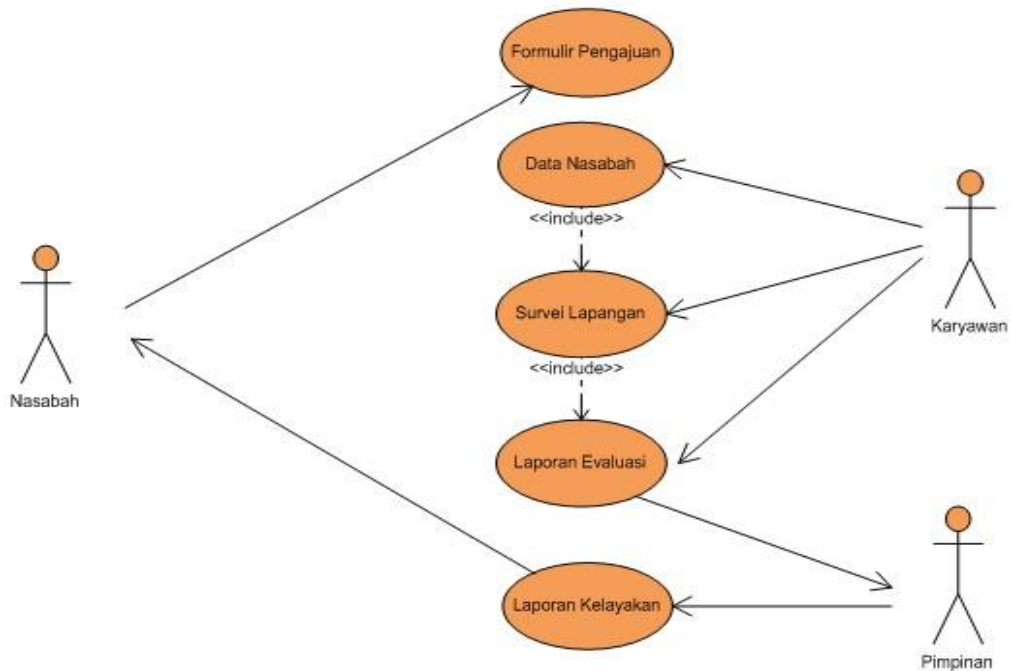 Formulir Pengajuan
Data Nasabah
<<include>>
Survei Lapangan
<<include>>
Laporan Evaluasi
Laporan Kelayakan
Nasabah
Karyawan
Pimpinan